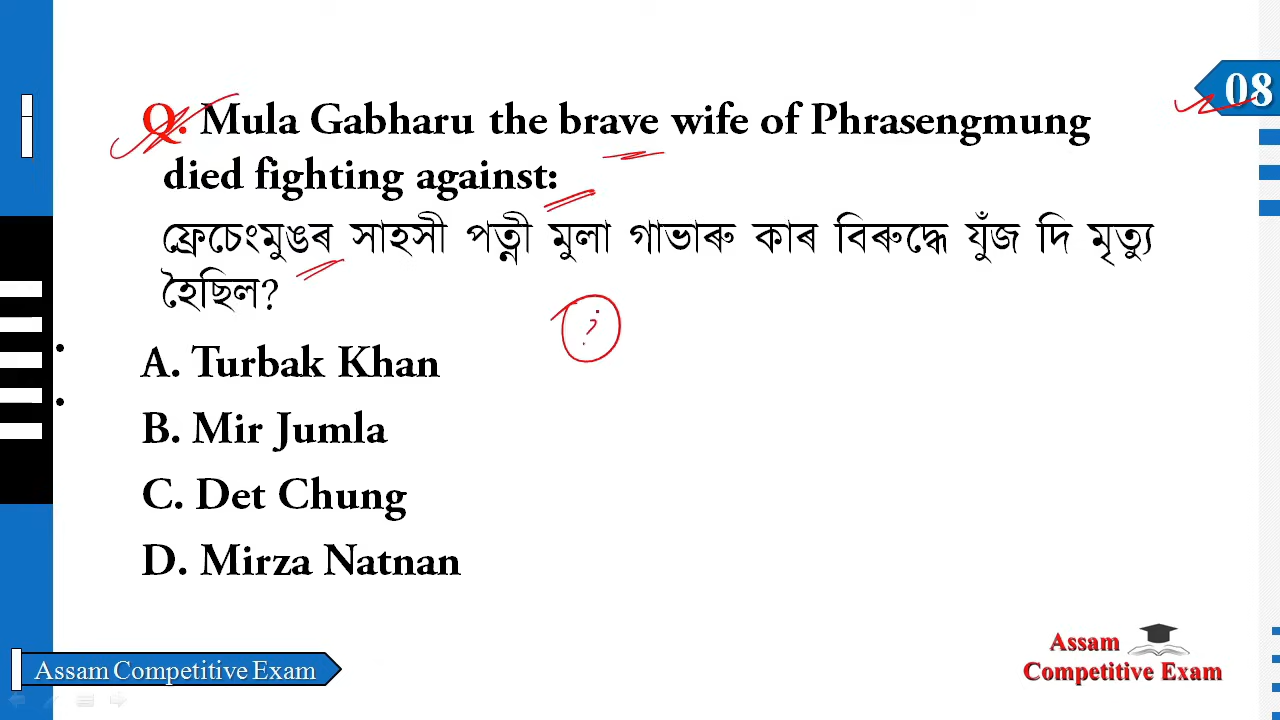 08
Q. Mula Gabharu the brave wife of Phrasengmung
died fighting against:
ফ্ৰেচেংমুঙৰ সাহসী পত্নী মুলা গাভাৰু কাৰ বিৰুদ্ধে যুঁজ দি মৃত্যু
হৈছিল?
?
A. Turbak Khan
B. Mir Jumla
C. Det Chung
D. Mirza Natnan
Assam
Competitive Exam
Assam Competitive Exam